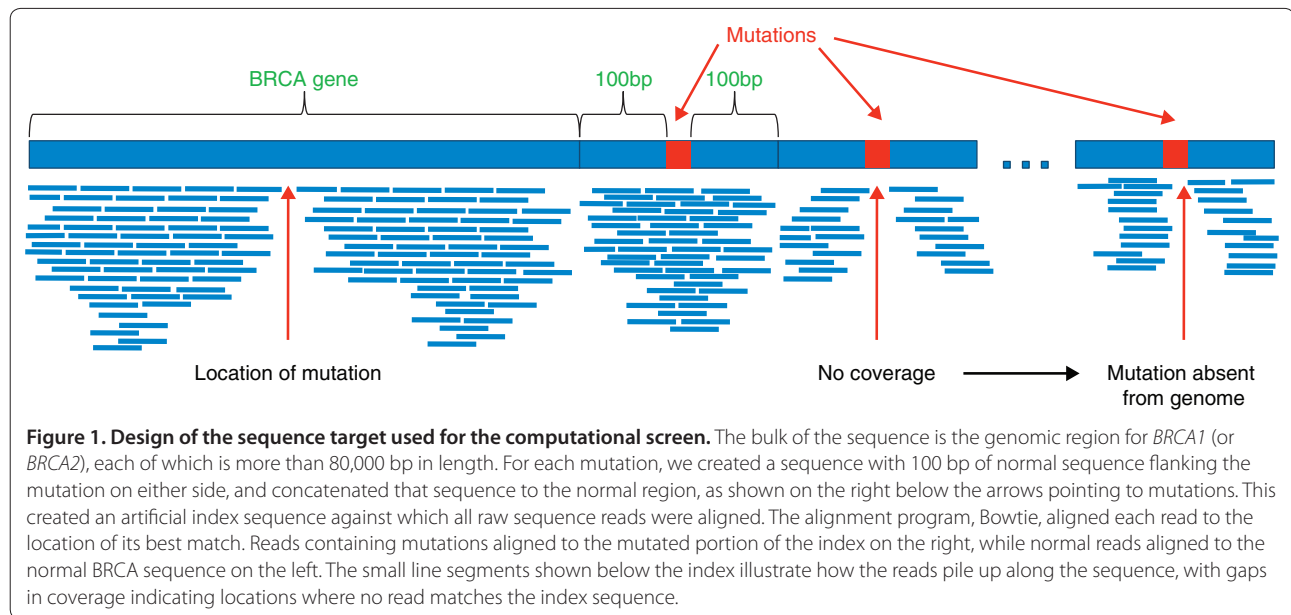 Mutations
BRCA gene
100bp
100bp
Location of mutation
No coverage
Mutation absent
from genome
Figure 1. Design of the sequence target used for the computational screen. The bulk of the sequence is the genomic region for BRCA1 (or
BRCA2), each of which is more than 80,000 bp in length. For each mutation, we created a sequence with 100 bp of normal sequence flanking the
mutation on either side, and concatenated that sequence to the normal region, as shown on the right below the arrows pointing to mutations. This
created an artificial index sequence against which all raw sequence reads were aligned. The alignment program, Bowtie, aligned each read to the
location of its best match. Reads containing mutations aligned to the mutated portion of the index on the right, while normal reads aligned to the
normal BRCA sequence on the left. The small line segments shown below the index illustrate how the reads pile up along the sequence, with gaps
in coverage indicating locations where no read matches the index sequence.